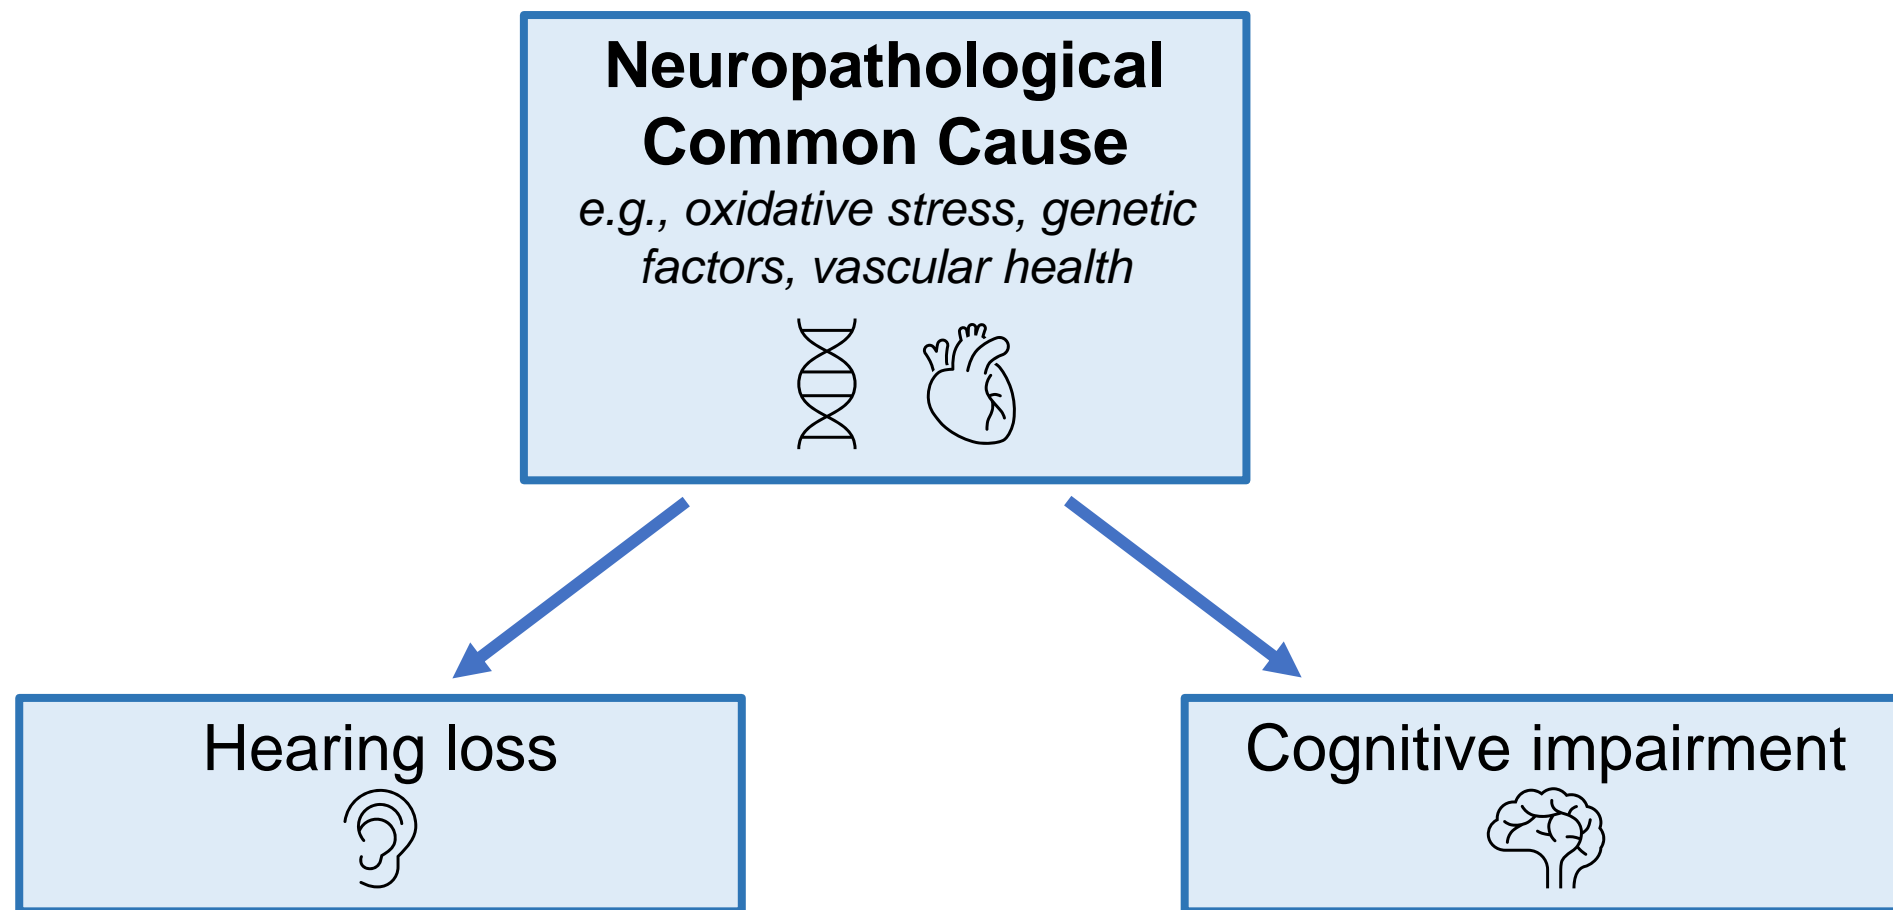 Neuropathological
Common Cause
e.g., oxidative stress, genetic
factors, vascular health
Hearing loss
Cognitive impairment